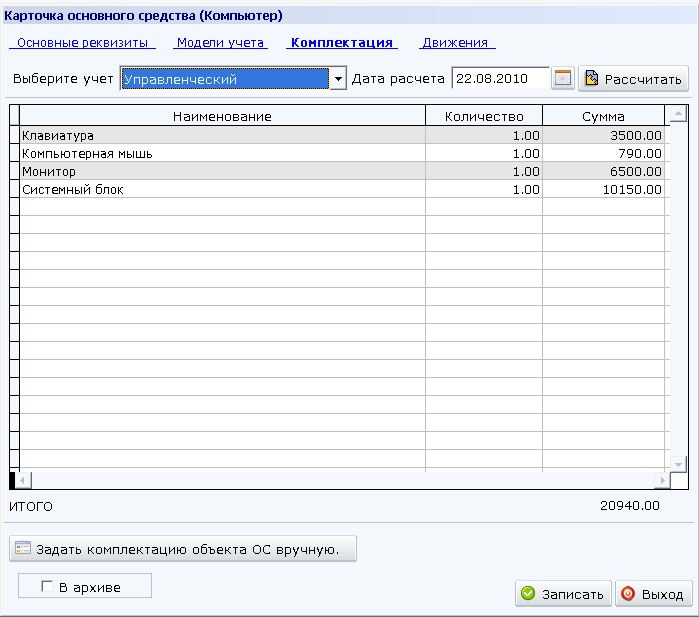 Карточка основного средства (Компьютер)
Основные реквизиты Модели учета Комплектация Движения
Выберите учет Управленческий Дата расчета 22.08.2010 Рассчитать
Наименование Количество Сумма
Клавиатура 1.00 3500.00
Компьютерная мышь 1.00 790.00
Монитор 1.00 6500.00
Системный блок 1.00 10150.00
ИТОГО 20940.00
Задать комплектацию объекта ОС вручную.
В архиве
Записать Выход